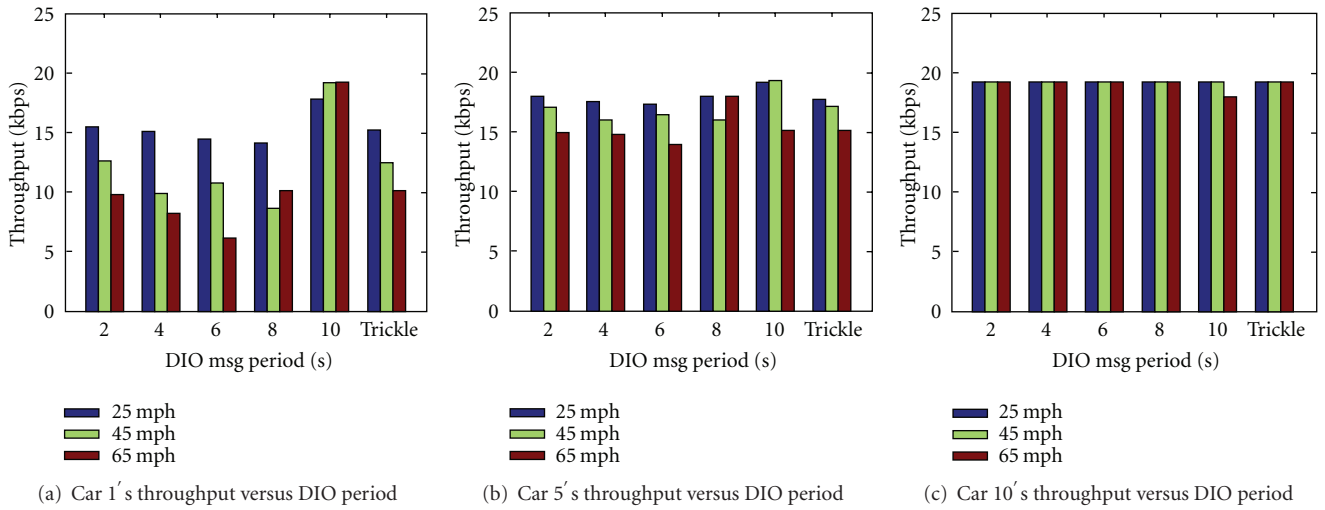 25
20
15
10
5
0
Throughput (kbps)
2 4 6 8 10 Trickle
DIO msg period (s)
25 mph
45 mph
65 mph
(a) Car 1′s throughput versus DIO period
25
20
15
10
5
0
Throughput (kbps)
2 4 6 8 10 Trickle
DIO msg period (s)
25 mph
45 mph
65 mph
(b) Car 5′s throughput versus DIO period
25
20
15
10
5
0
Throughput (kbps)
2 4 6 8 10 Trickle
DIO msg period (s)
25 mph
45 mph
65 mph
(c) Car 10′s throughput versus DIO period